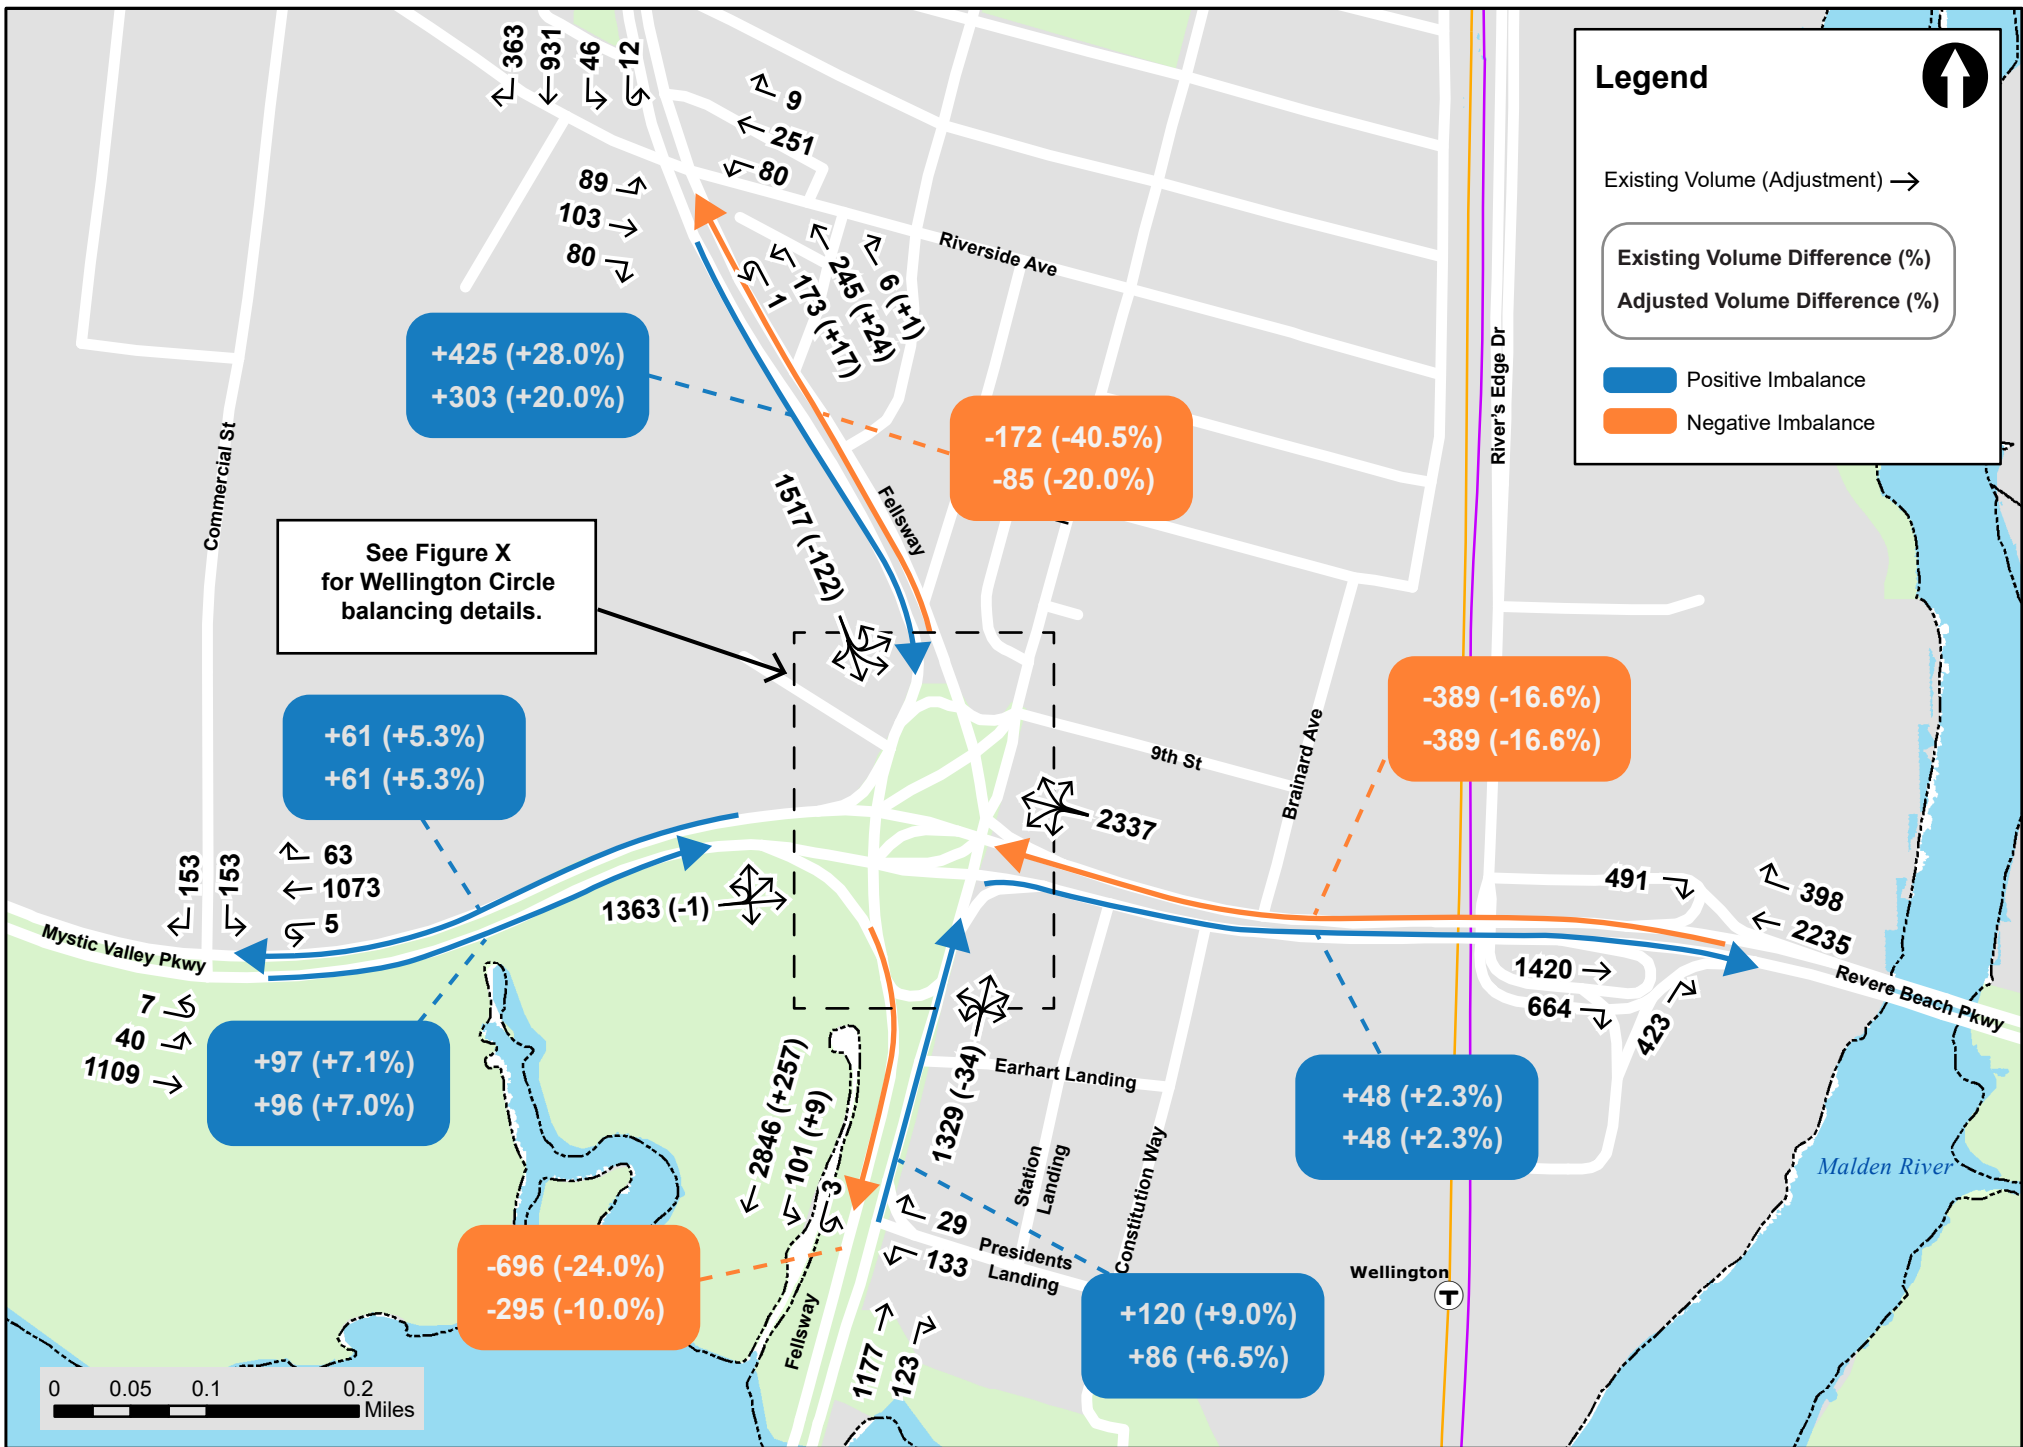 363
931
46
12
9
251
80
89
103
80
1
173 (+17)
245 (+24)
6 (+1)
Riverside Ave
Legend
Existing Volume (Adjustment)
Existing Volume Difference (%)
Adjusted Volume Difference (%)
Positive Imbalance
Negative Imbalance
+425 (+28.0%)
+303 (+20.0%)
-172 (-40.5%)
-85 (-20.0%)
River's Edge Dr
Commercial St
Fellsway
1517 (-122)
See Figure X
for Wellington Circle
balancing details.
+61 (+5.3%)
+61 (+5.3%)
-389 (-16.6%)
-389 (-16.6%)
9th St
Brainard Ave
2337
153
153
63
1073
5
1363 (-1)
491
398
2235
Mystic Valley Pkwy
1420
664
423
Revere Beach Pkwy
7
40
1109
+97 (+7.1%)
+96 (+7.0%)
2846 (+257)
101 (+9)
3
1329 (-34)
Earhart Landing
Station
Landing
Constitution Way
+48 (+2.3%)
+48 (+2.3%)
Malden River
29
133
Presidents
Landing
-696 (-24.0%)
-295 (-10.0%)
Fellsway
1177
123
+120 (+9.0%)
+86 (+6.5%)
Wellington
T
0 0.05 0.1 0.2
Miles